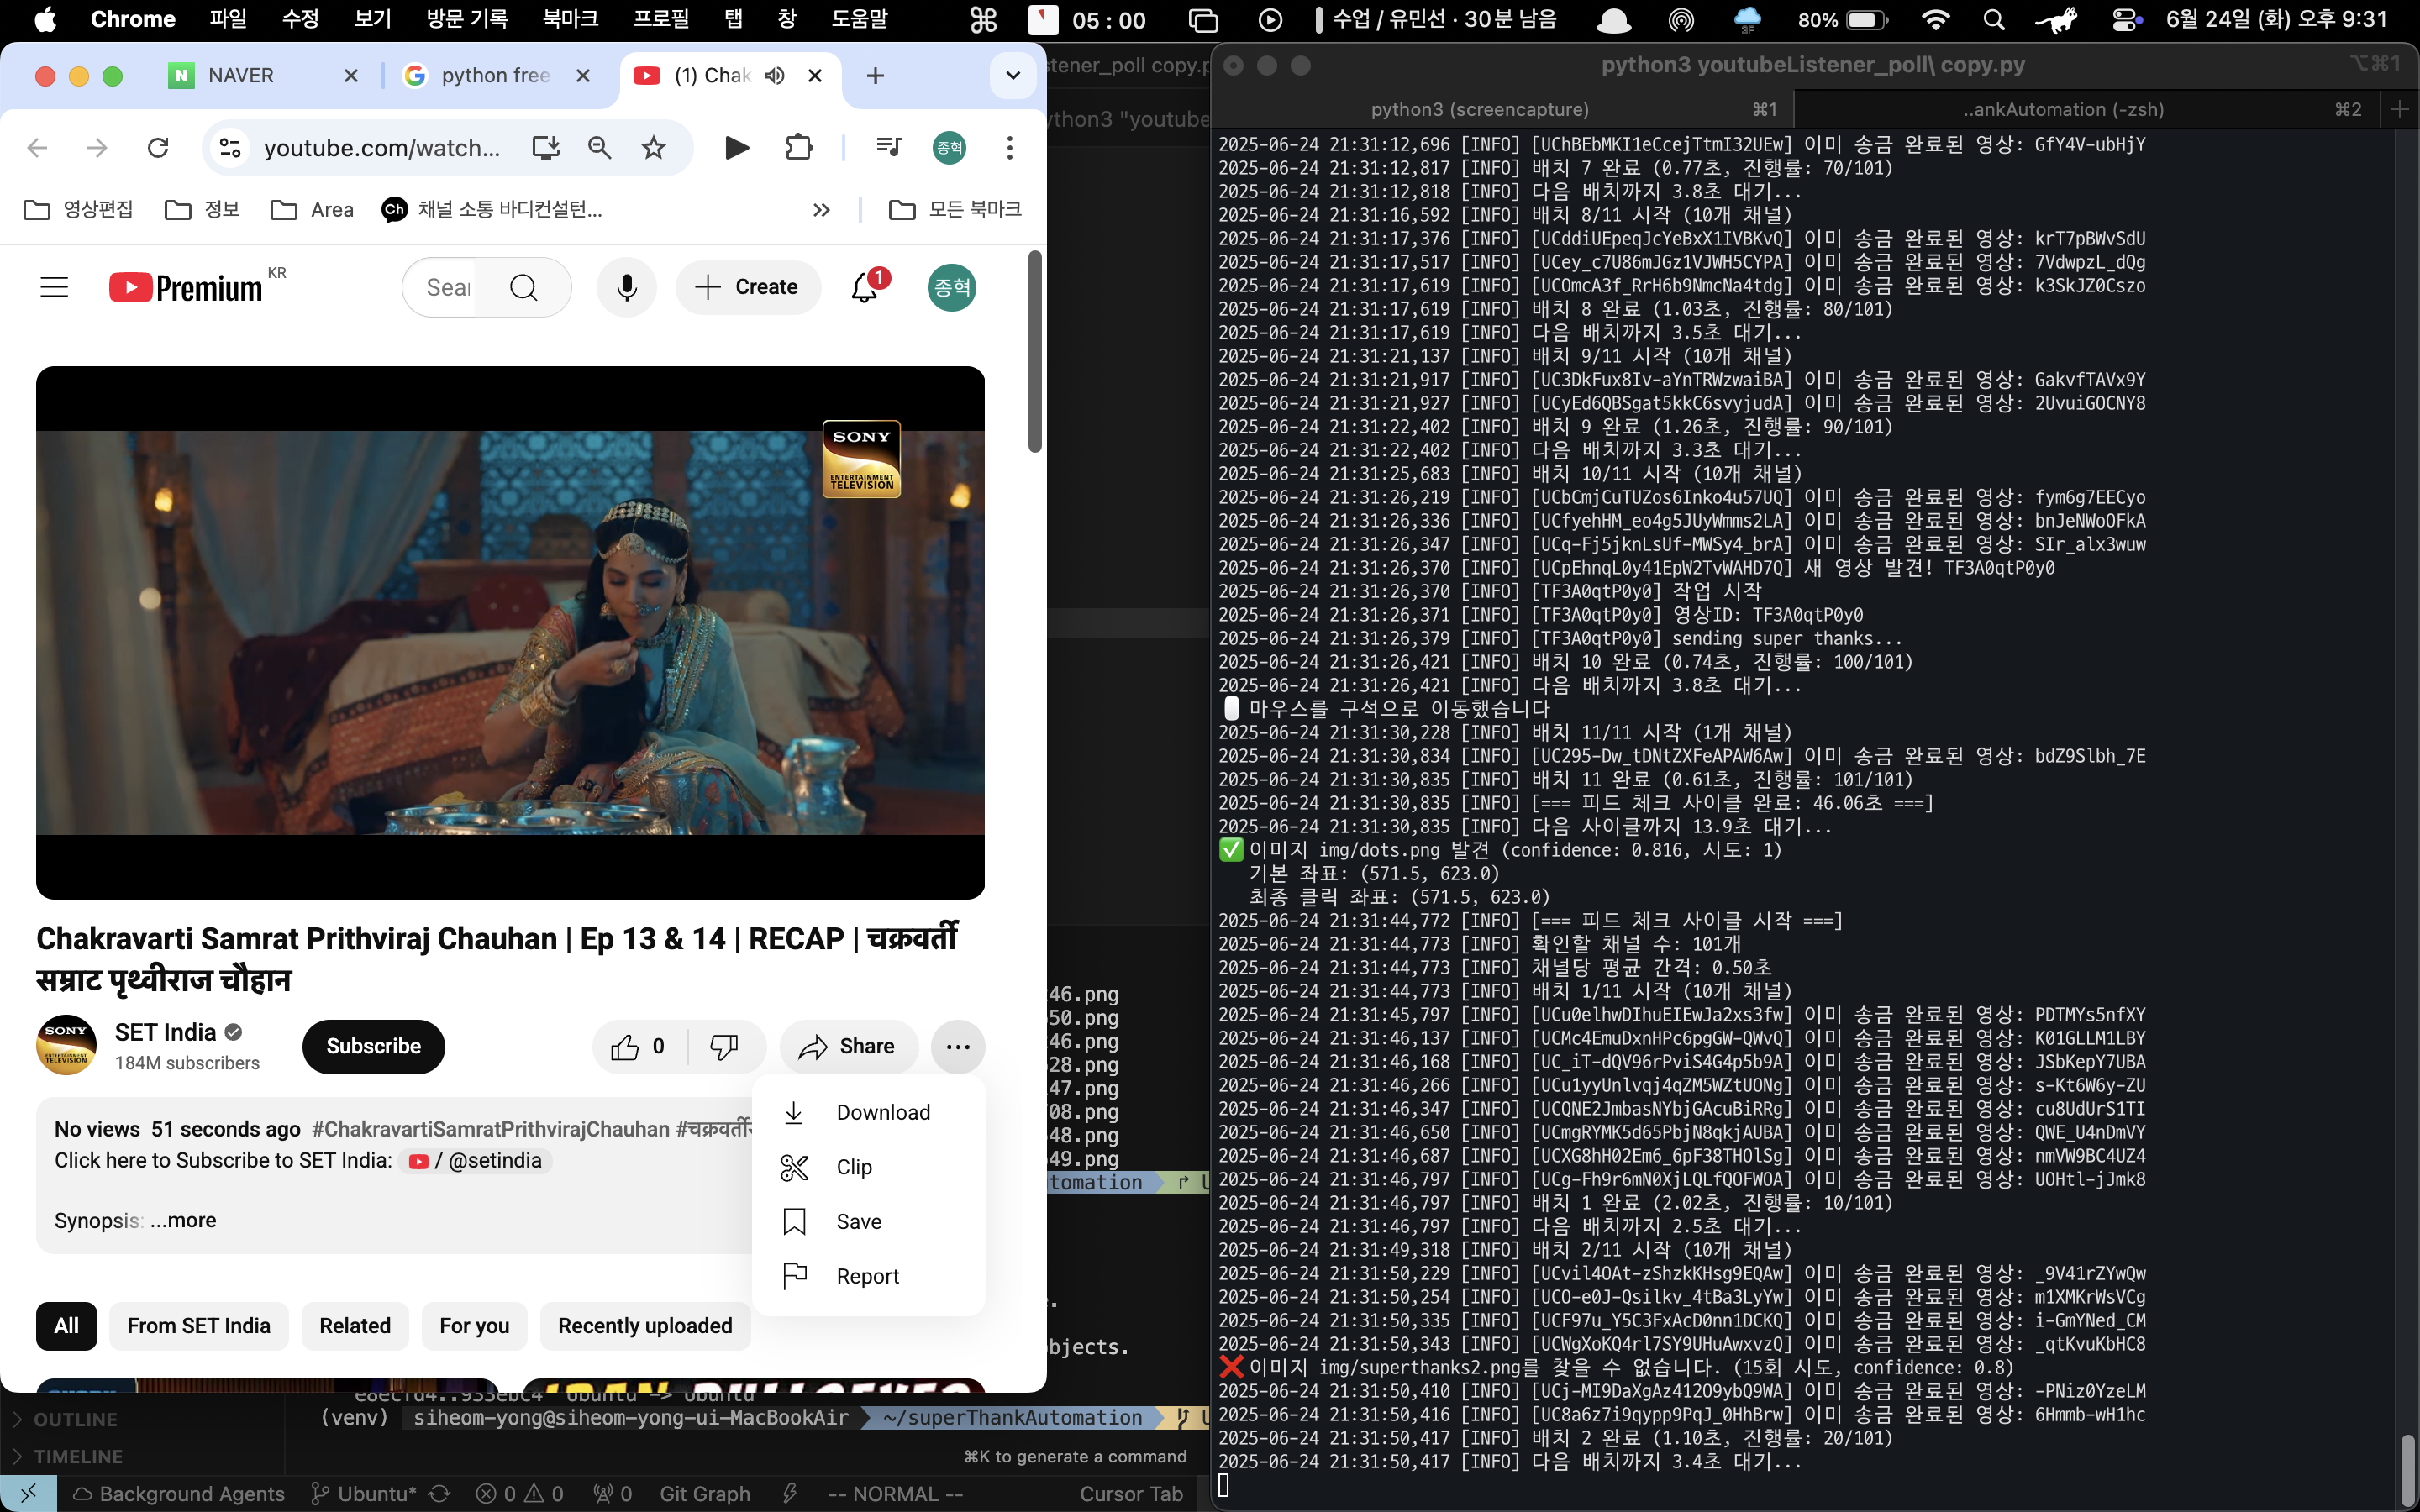 Chrome 파일 수정 보기 방문 기록 북마크 프로필 탭 창 도움말 05 : 00 수업 / 유민선 · 30분 남음 3F 80% 6월 24일 (화) 오후 9:31
NAVER
python free
(1) Chak
youtube.com/watch...
종혁
영상편집 정보 Area Ch 채널 소통 바디컨설턴... 모든 북마크
Premium KR
Sear
Create
1
종혁
SONY
ENTERTAINMENT
TELEVISION
Chakravarti Samrat Prithviraj Chauhan | Ep 13 & 14 | RECAP | चक्रवर्ती
सम्राट पृथ्वीराज चौहान
SONY
SET India
184M subscribers
Subscribe
0
Share
No views 51 seconds ago #ChakravartiSamratPrithvirajChauhan
Click here to Subscribe to SET India: / @setindia
Synopsis: ...more
Download
Clip
Save
Report
All
From SET India
Related
For you
Recently uploaded
stener_poll copy.p
ython3 "youtube
46.png
50.png
46.png
28.png
47.png
08.png
48.png
49.png
tomation
bjects.
(venv) siheom-yong@siheom-yong-ui-MacBookAir ~/superThankAutomation
⌘K to generate a command
OUTLINE
TIMELINE
Background Agents Ubuntu* 0 0 0 Git Graph -- NORMAL -- Cursor Tab
python3 youtubeListener_poll\ copy.py ⌥⌘1
python3 (screencapture) ⌘1 ..ankAutomation (-zsh) ⌘2
2025-06-24 21:31:12,696 [INFO] [UChBEbMKI1eCcejTtmI32UEw] 이미 송금 완료된 영상: GfY4V-ubHjY
2025-06-24 21:31:12,817 [INFO] 배치 7 완료 (0.77초, 진행률: 70/101)
2025-06-24 21:31:12,818 [INFO] 다음 배치까지 3.8초 대기...
2025-06-24 21:31:16,592 [INFO] 배치 8/11 시작 (10개 채널)
2025-06-24 21:31:17,376 [INFO] [UCddiUEpeqJcYeBxX1IVBKvQ] 이미 송금 완료된 영상: krT7pBWvSdU
2025-06-24 21:31:17,517 [INFO] [UCey_c7U86mJGz1VJWH5CYPA] 이미 송금 완료된 영상: 7VdwpzL_dQg
2025-06-24 21:31:17,619 [INFO] [UCOmcA3f_RrH6b9NmcNa4tdg] 이미 송금 완료된 영상: k3SkJZ0Cszo
2025-06-24 21:31:17,619 [INFO] 배치 8 완료 (1.03초, 진행률: 80/101)
2025-06-24 21:31:17,619 [INFO] 다음 배치까지 3.5초 대기...
2025-06-24 21:31:21,137 [INFO] 배치 9/11 시작 (10개 채널)
2025-06-24 21:31:21,917 [INFO] [UC3DkFux8Iv-aYnTRWzwaiBA] 이미 송금 완료된 영상: GakvfTAVx9Y
2025-06-24 21:31:21,927 [INFO] [UCyEd6QBSgat5kkC6svyjudA] 이미 송금 완료된 영상: 2UvuiGOCNY8
2025-06-24 21:31:22,402 [INFO] 배치 9 완료 (1.26초, 진행률: 90/101)
2025-06-24 21:31:22,402 [INFO] 다음 배치까지 3.3초 대기...
2025-06-24 21:31:25,683 [INFO] 배치 10/11 시작 (10개 채널)
2025-06-24 21:31:26,219 [INFO] [UCbCmjCuTUZos6Inko4u57UQ] 이미 송금 완료된 영상: fym6g7EECyo
2025-06-24 21:31:26,336 [INFO] [UCfyehHM_eo4g5JUyWmms2LA] 이미 송금 완료된 영상: bnJeNWoOFkA
2025-06-24 21:31:26,347 [INFO] [UCq-Fj5jknLsUf-MWSy4_brA] 이미 송금 완료된 영상: SIr_alx3wuw
2025-06-24 21:31:26,370 [INFO] [UCpEhnqL0y41EpW2TvWAHD7Q] 새 영상 발견! TF3A0qtP0y0
2025-06-24 21:31:26,370 [INFO] [TF3A0qtP0y0] 작업 시작
2025-06-24 21:31:26,371 [INFO] [TF3A0qtP0y0] 영상ID: TF3A0qtP0y0
2025-06-24 21:31:26,379 [INFO] [TF3A0qtP0y0] sending super thanks...
2025-06-24 21:31:26,421 [INFO] 배치 10 완료 (0.74초, 진행률: 100/101)
2025-06-24 21:31:26,421 [INFO] 다음 배치까지 3.8초 대기...
마우스를 구석으로 이동했습니다
2025-06-24 21:31:30,228 [INFO] 배치 11/11 시작 (1개 채널)
2025-06-24 21:31:30,834 [INFO] [UC295-Dw_tDNtZXFeAPAW6Aw] 이미 송금 완료된 영상: bdZ9Slbh_7E
2025-06-24 21:31:30,835 [INFO] 배치 11 완료 (0.61초, 진행률: 101/101)
2025-06-24 21:31:30,835 [INFO] [=== 피드 체크 사이클 완료: 46.06초 ===]
2025-06-24 21:31:30,835 [INFO] 다음 사이클까지 13.9초 대기...
✅이미지 img/dots.png 발견 (confidence: 0.816, 시도: 1)
기본 좌표: (571.5, 623.0)
최종 클릭 좌표: (571.5, 623.0)
2025-06-24 21:31:44,772 [INFO] [=== 피드 체크 사이클 시작 ===]
2025-06-24 21:31:44,773 [INFO] 확인할 채널 수: 101개
2025-06-24 21:31:44,773 [INFO] 채널당 평균 간격: 0.50초
2025-06-24 21:31:44,773 [INFO] 배치 1/11 시작 (10개 채널)
2025-06-24 21:31:45,797 [INFO] [UCu0elhwDIhuEIEwJa2xs3fw] 이미 송금 완료된 영상: PDTMYs5nfXY
2025-06-24 21:31:46,137 [INFO] [UCMc4EmuDxnHPc6pgGW-QWvQ] 이미 송금 완료된 영상: K01GLLM1LBY
2025-06-24 21:31:46,168 [INFO] [UC_iT-dQV96rPviS4G4p5b9A] 이미 송금 완료된 영상: JSbKepY7UBA
2025-06-24 21:31:46,266 [INFO] [UCu1yyUnlvqj4qZM5WZtUONg] 이미 송금 완료된 영상: s-Kt6W6y-ZU
2025-06-24 21:31:46,347 [INFO] [UCQNE2JmbasNYbjGAcuBiRRg] 이미 송금 완료된 영상: cu8UdUrS1TI
2025-06-24 21:31:46,650 [INFO] [UCmgRYMK5d65PbjN8qkjAUBA] 이미 송금 완료된 영상: QWE_U4nDmVY
2025-06-24 21:31:46,687 [INFO] [UCXG8hH02Em6_6pF38THOlSg] 이미 송금 완료된 영상: nmVW9BC4UZ4
2025-06-24 21:31:46,797 [INFO] [UCg-Fh9r6mN0XjLQLfQOFWOA] 이미 송금 완료된 영상: UOHtl-jJmk8
2025-06-24 21:31:46,797 [INFO] 배치 1 완료 (2.02초, 진행률: 10/101)
2025-06-24 21:31:46,797 [INFO] 다음 배치까지 2.5초 대기...
2025-06-24 21:31:49,318 [INFO] 배치 2/11 시작 (10개 채널)
2025-06-24 21:31:50,229 [INFO] [UCvil4OAt-zShzkKHsg9EQAw] 이미 송금 완료된 영상: _9V41rZYwQw
2025-06-24 21:31:50,254 [INFO] [UCO-e0J-Qsilkv_4tBa3LyYw] 이미 송금 완료된 영상: m1XMKrWsVCg
2025-06-24 21:31:50,335 [INFO] [UCF97u_Y5C3FxAcD0nn1DCKQ] 이미 송금 완료된 영상: i-GmYNed_CM
2025-06-24 21:31:50,343 [INFO] [UCWgXoKQ4rl7SY9UHuAwxvzQ] 이미 송금 완료된 영상: _qtKvuKbHC8
❌이미지 img/superthanks2.png를 찾을 수 없습니다. (15회 시도, confidence: 0.8)
2025-06-24 21:31:50,410 [INFO] [UCj-MI9DaXgAz412O9ybQ9WA] 이미 송금 완료된 영상: -PNiz0YzeLM
2025-06-24 21:31:50,416 [INFO] [UC8a6z7i9qypp9PqJ_0HhBrw] 이미 송금 완료된 영상: 6Hmmb-wH1hc
2025-06-24 21:31:50,417 [INFO] 배치 2 완료 (1.10초, 진행률: 20/101)
2025-06-24 21:31:50,417 [INFO] 다음 배치까지 3.4초 대기...